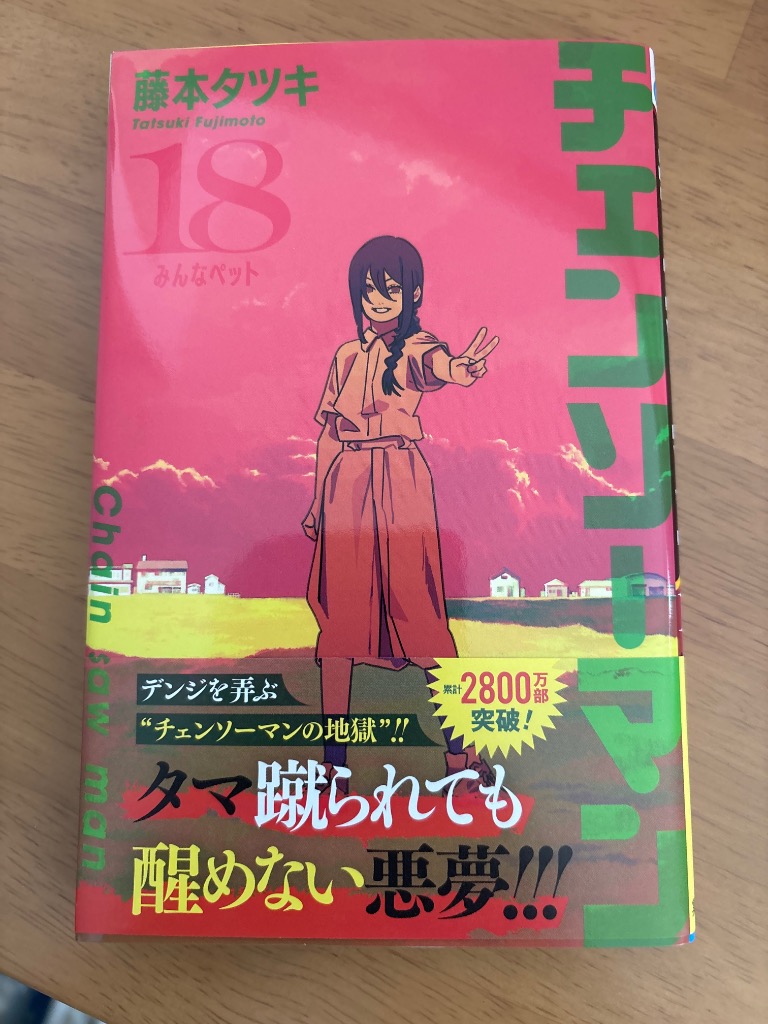 藤本タツキ
Tatsuki Fujimoto
18
みんなペット
チェンソーマン
Chain saw man
デンジを弄ぶ
“チェンソーマンの地獄”!!
累計2800万部
突破!
タマ蹴られても
醒めない悪夢!!!